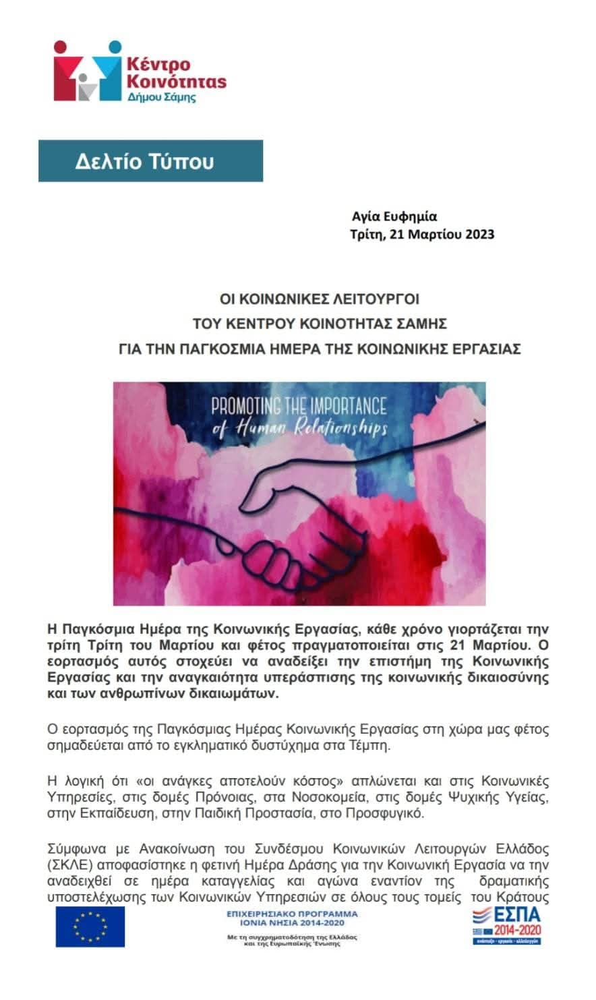 Κέντρο
Κοινότητας
Δήμου Σάμης
Δελτίο Τύπου
Αγία Ευφημία
Τρίτη, 21 Μαρτίου 2023
ΟΙ ΚΟΙΝΩΝΙΚΕΣ ΛΕΙΤΟΥΡΓΟΙ
ΤΟΥ ΚΕΝΤΡΟΥ ΚΟΙΝΟΤΗΤΑΣ ΣΑΜΗΣ
ΓΙΑ ΤΗΝ ΠΑΓΚΟΣΜΙΑ ΗΜΕΡΑ ΤΗΣ ΚΟΙΝΩΝΙΚΗΣ ΕΡΓΑΣΙΑΣ
PROMOTING THE IMPORTANCE
of Human Relationships
Η Παγκόσμια Ημέρα της Κοινωνικής Εργασίας, κάθε χρόνο γιορτάζεται την
τρίτη Τρίτη του Μαρτίου και φέτος πραγματοποιείται στις 21 Μαρτίου. Ο
εορτασμός αυτός στοχεύει να αναδείξει την επιστήμη της Κοινωνικής
Εργασίας και την αναγκαιότητα υπεράσπισης της κοινωνικής δικαιοσύνης
και των ανθρωπίνων δικαιωμάτων.
Ο εορτασμός της Παγκόσμιας Ημέρας Κοινωνικής Εργασίας στη χώρα μας φέτος
σημαδεύεται από το εγκληματικό δυστύχημα στα Τέμπη.
Η λογική ότι «οι ανάγκες αποτελούν κόστος» απλώνεται και στις Κοινωνικές
Υπηρεσίες, στις δομές Πρόνοιας, στα Νοσοκομεία, στις δομές Ψυχικής Υγείας,
στην Εκπαίδευση, στην Παιδική Προστασία, στο Προσφυγικό.
Σύμφωνα με Ανακοίνωση του Συνδέσμου Κοινωνικών Λειτουργών Ελλάδος
(ΣΚΛΕ) αποφασίστηκε η φετινή Ημέρα Δράσης για την Κοινωνική Εργασία να την
αναδειχθεί σε ημέρα καταγγελίας και αγώνα εναντίον της δραματικής
υποστελέχωσης των Κοινωνικών Υπηρεσιών σε όλους τους τομείς του Κράτους
ΕΠΙΧΕΙΡΗΣΙΑΚΟ ΠΡΟΓΡΑΜΜΑ
ΙΟΝΙΑ ΝΗΣΙΑ 2014-2020
Με τη συγχρηματοδότηση της Ελλάδας
και της Ευρωπαϊκής Ένωσης
ΕΣΠΑ
2014-2020
ανάπτυξη - εργασία - αλληλεγγύη